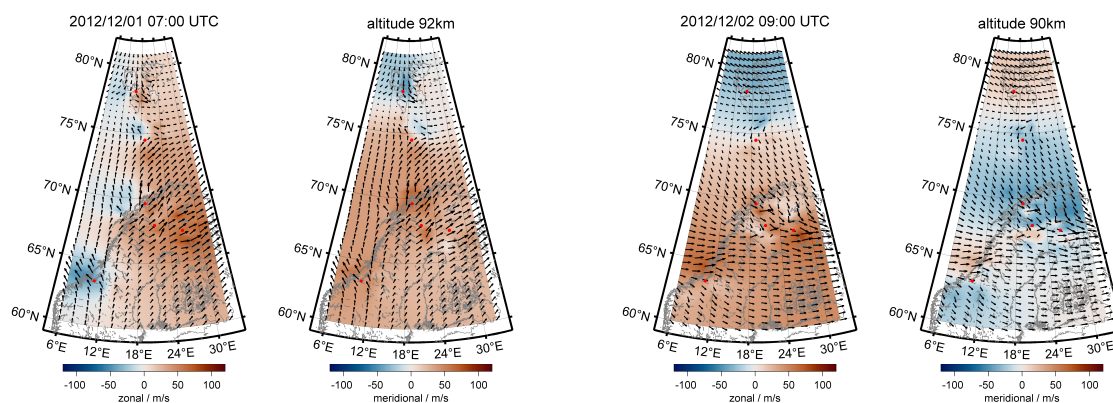 2012/12/01 07:00 UTC
altitude 92km
2012/12/02 09:00 UTC
altitude 90km
80°N
75°N
70°N
65°N
60°N
6°E 12°E 18°E 24°E 30°E
-100 -50 0 50 100
zonal / m/s
80°N
75°N
70°N
65°N
60°N
6°E 12°E 18°E 24°E 30°E
-100 -50 0 50 100
meridional / m/s
80°N
75°N
70°N
65°N
60°N
6°E 12°E 18°E 24°E 30°E
-100 -50 0 50 100
zonal / m/s
80°N
75°N
70°N
65°N
60°N
6°E 12°E 18°E 24°E 30°E
-100 -50 0 50 100
meridional / m/s